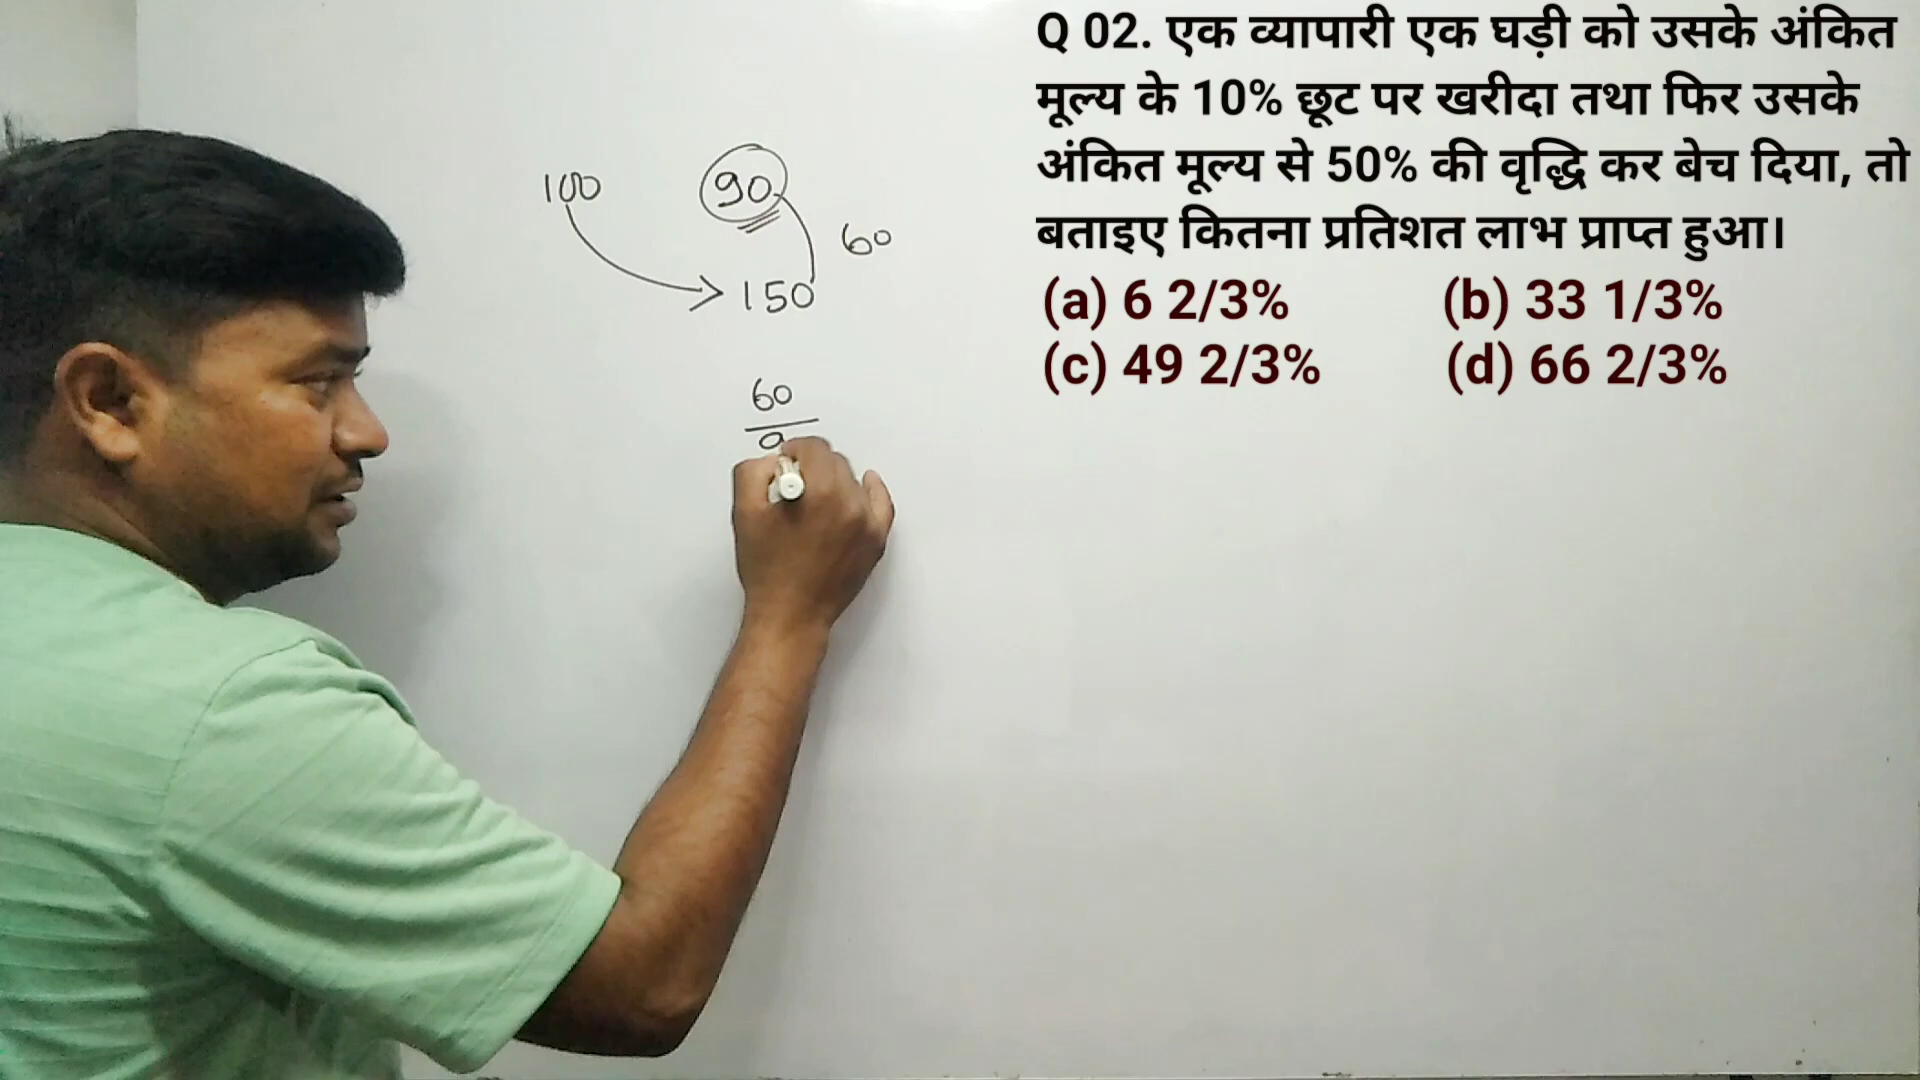 Q 02. एक व्यापारी एक घड़ी को उसके अंकित
मूल्य के 10% छूट पर खरीदा तथा फिर उसके
अंकित मूल्य से 50% की वृद्धि कर बेच दिया, तो
बताइए कितना प्रतिशत लाभ प्राप्त हुआ।
(a) 6 2/3% (b) 33 1/3%
(c) 49 2/3% (d) 66 2/3%
100 90
60
150
60
9